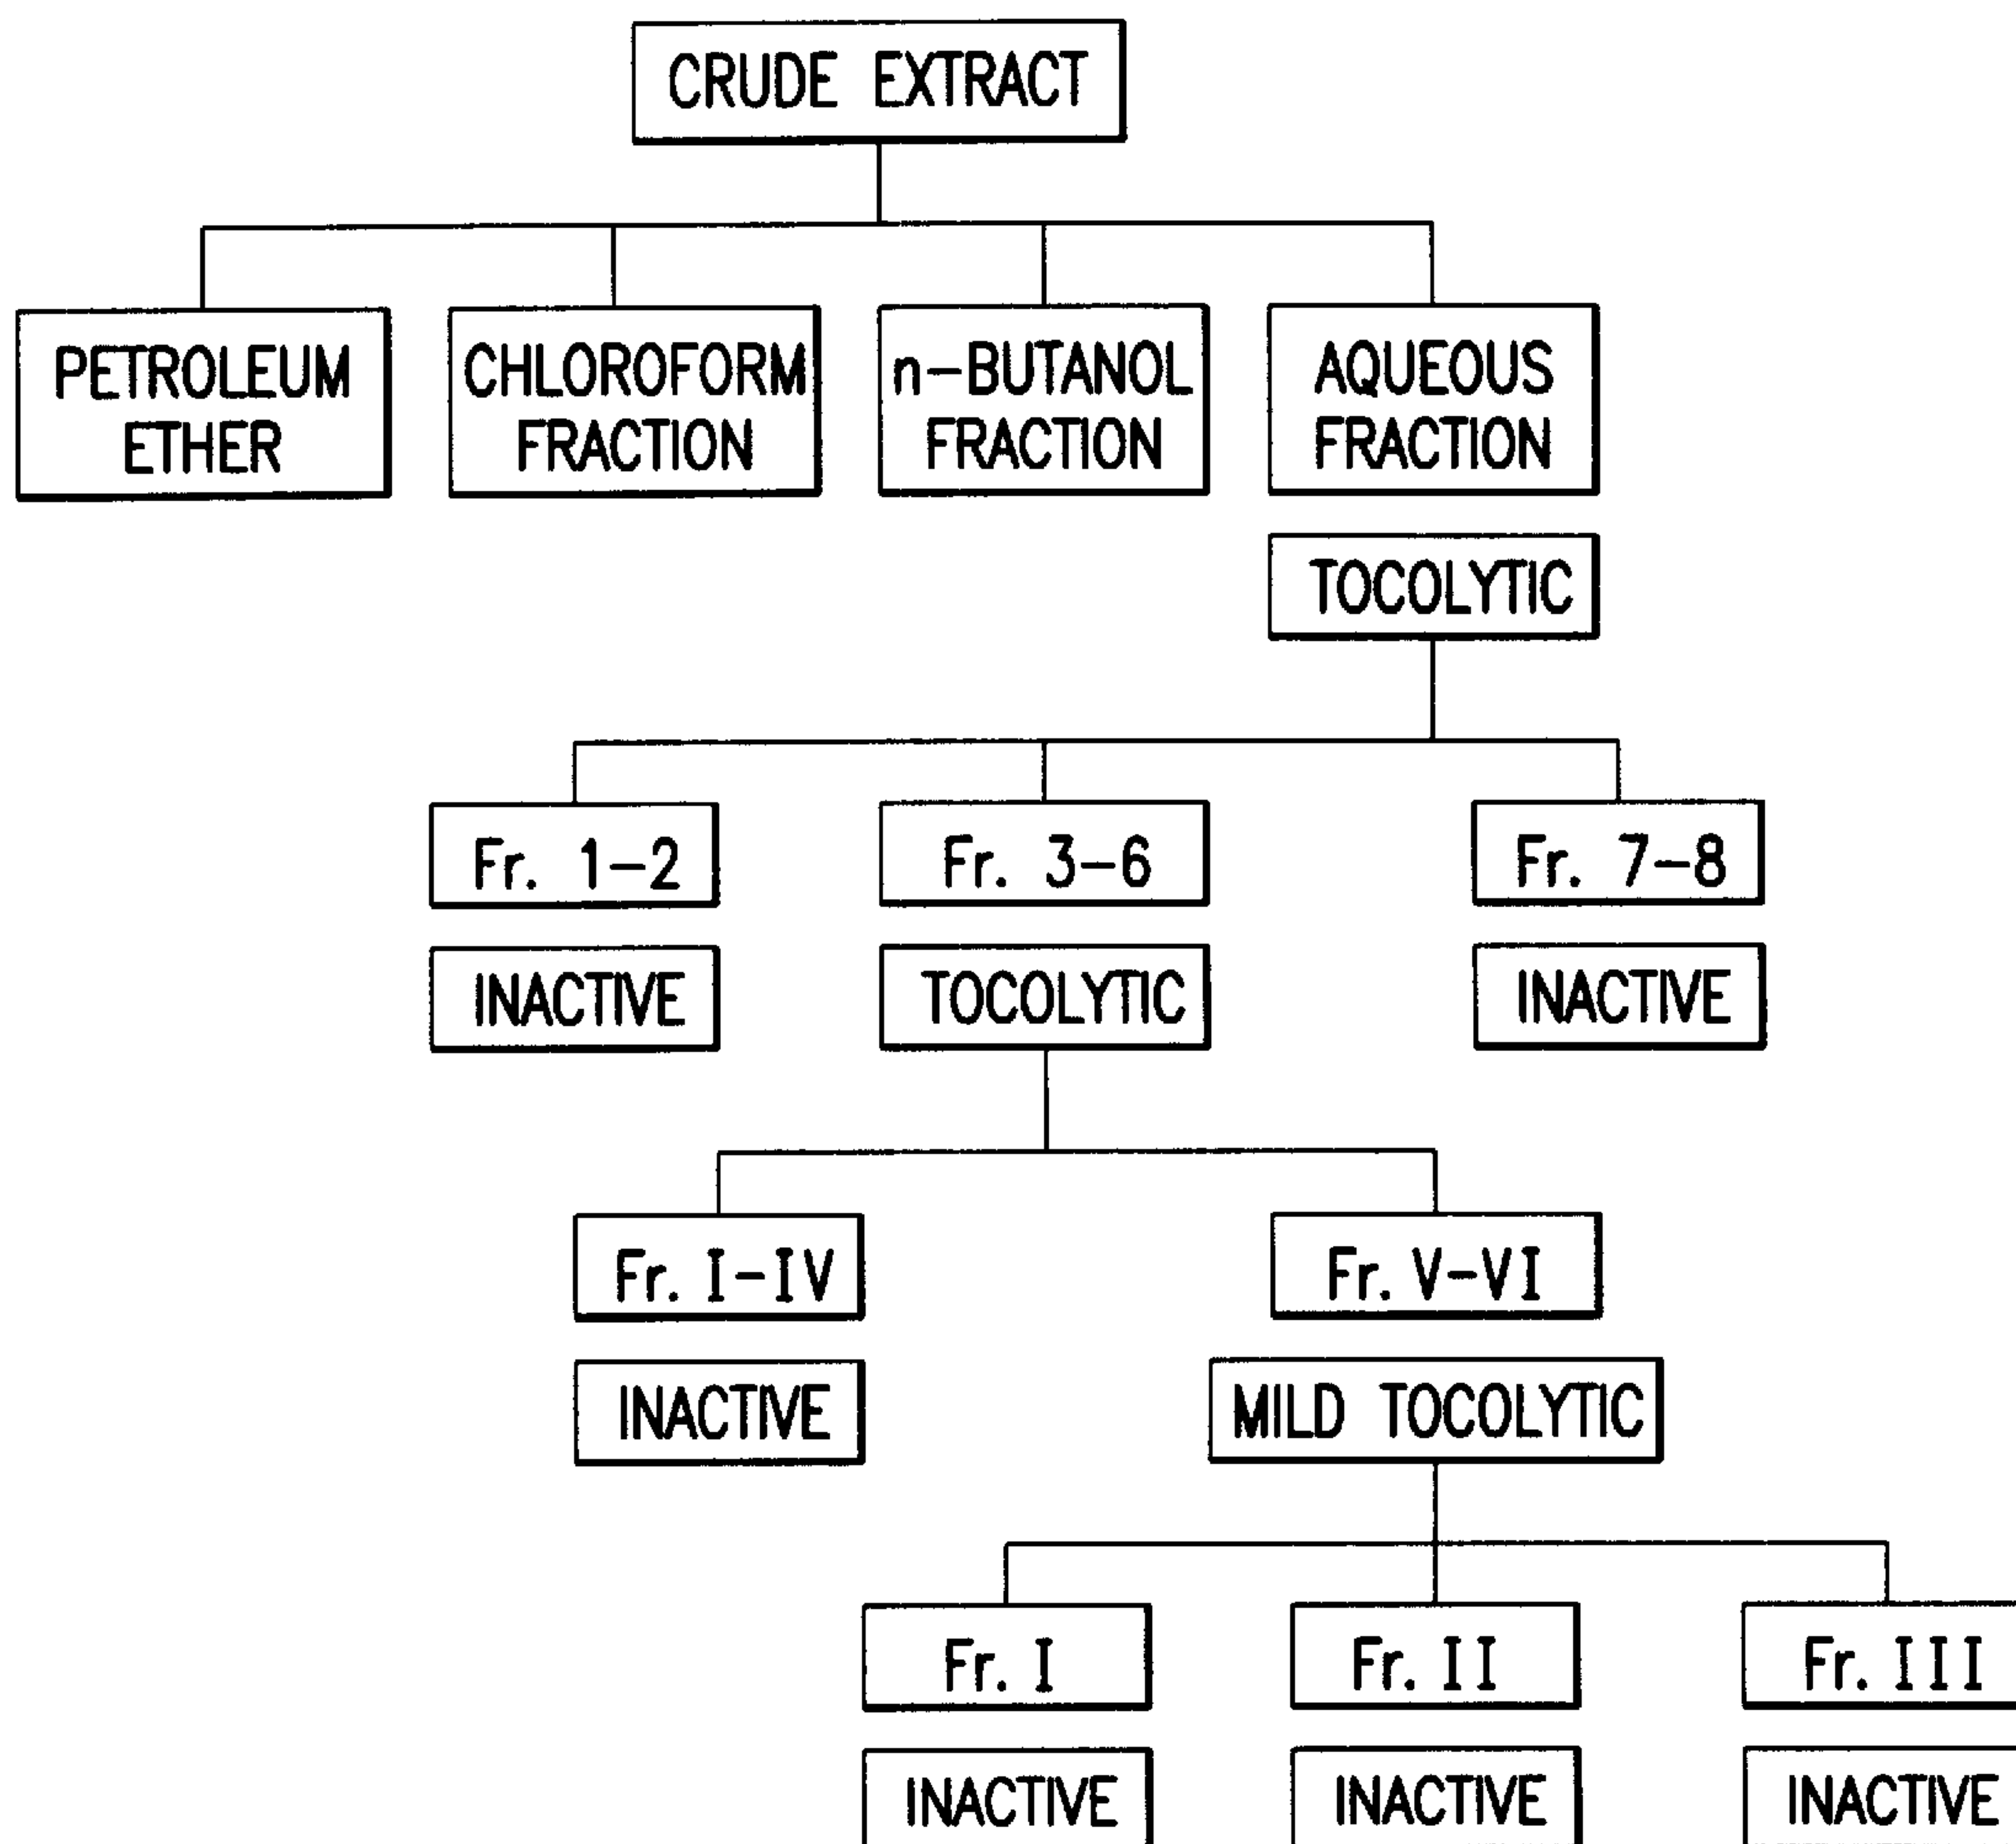 CRUDE EXTRACT
PETROLEUM
ETHER
CHLOROFORM
FRACTION
n-BUTANOL
FRACTION
AQUEOUS
FRACTION
TOCOLYTIC
Fr. 1-2
Fr. 3-6
Fr. 7-8
INACTIVE
TOCOLYTIC
INACTIVE
Fr. I-IV
Fr. V-VI
INACTIVE
MILD TOCOLYTIC
Fr. I
Fr. II
Fr. III
INACTIVE
INACTIVE
INACTIVE